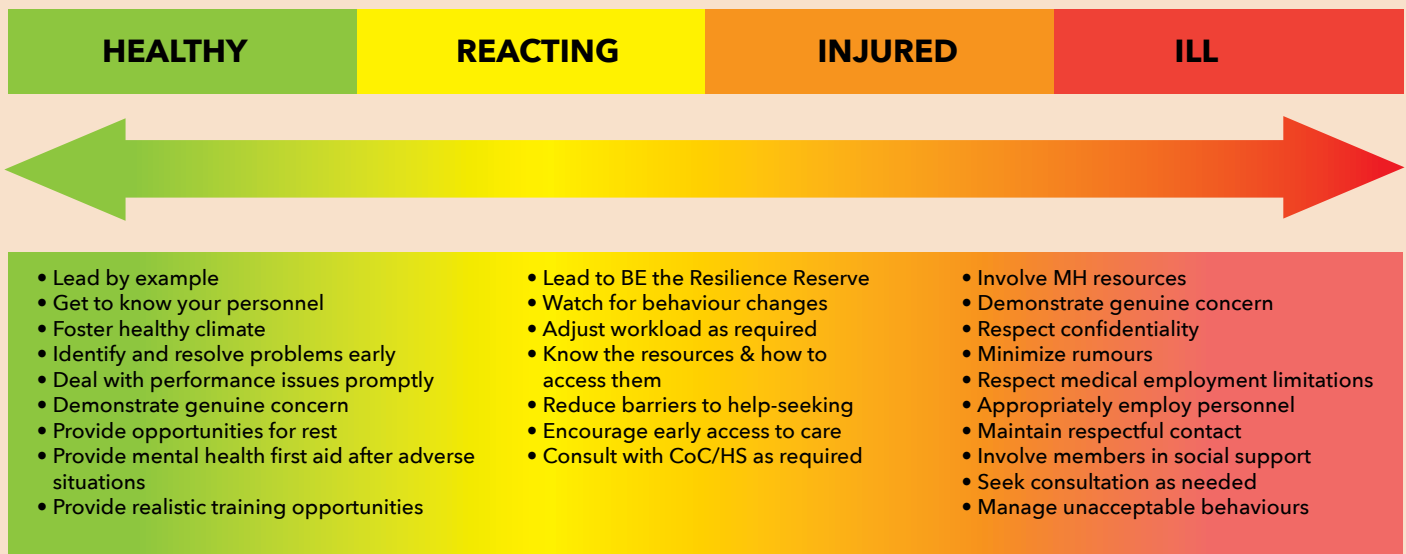 HEALTHY
REACTING
INJURED
ILL
• Lead by example
• Get to know your personnel
• Foster healthy climate
• Identify and resolve problems early
• Deal with performance issues promptly
• Demonstrate genuine concern
• Provide opportunities for rest
• Provide mental health first aid after adverse
situations
• Provide realistic training opportunities
• Lead to BE the Resilience Reserve
• Watch for behaviour changes
• Adjust workload as required
• Know the resources & how to
access them
• Reduce barriers to help-seeking
• Encourage early access to care
• Consult with CoC/HS as required
• Involve MH resources
• Demonstrate genuine concern
• Respect confidentiality
• Minimize rumours
• Respect medical employment limitations
• Appropriately employ personnel
• Maintain respectful contact
• Involve members in social support
• Seek consultation as needed
• Manage unacceptable behaviours